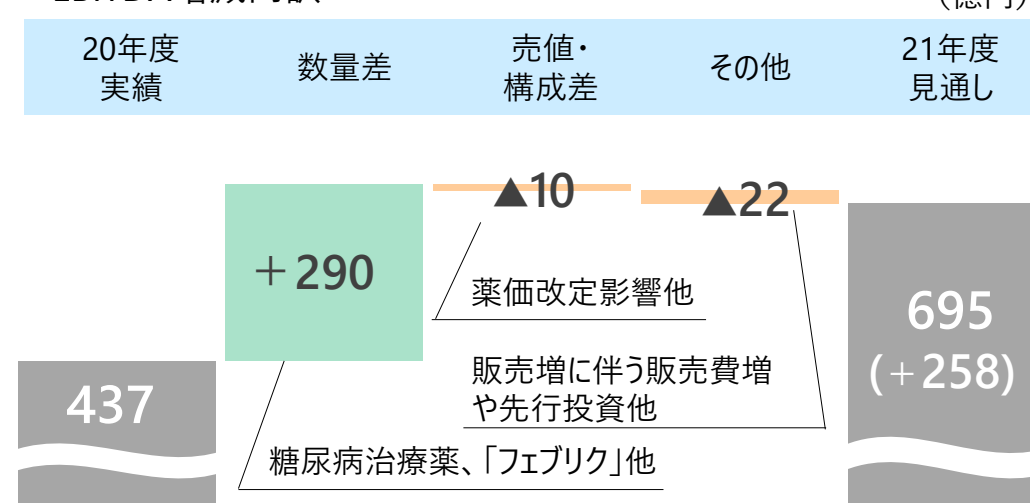 (億円)
20年度
実績
数量差
売値・
構成差
その他
21年度
見通し
▲10
▲22
＋290
薬価改定影響他
695
(+258)
437
販売増に伴う販売費増
や先行投資他
糖尿病治療薬、「フェブリク」他